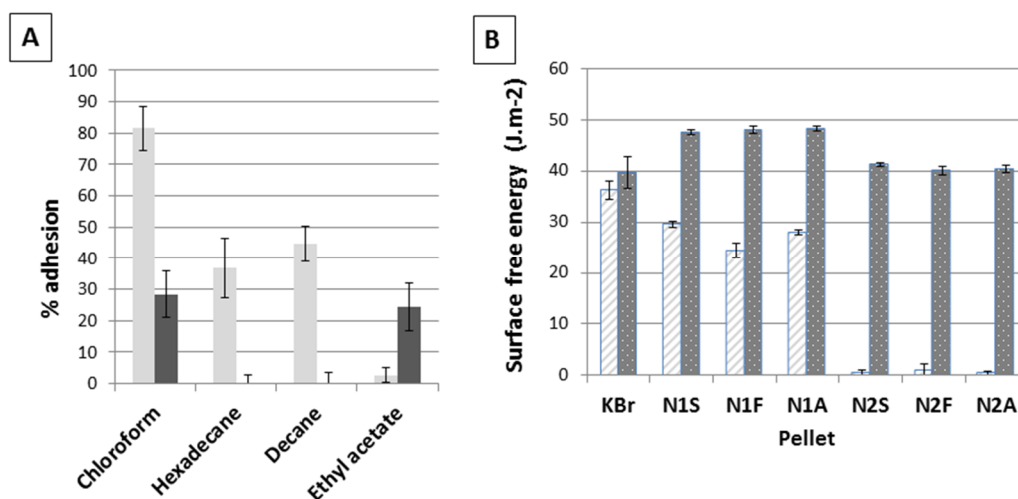 A
% adhesion
100
90
80
70
60
50
40
30
20
10
0
Chloroform
Hexadecane
Decane
Ethyl acetate
B
Surface free energy (J.m-2)
60
50
40
30
20
10
0
KBr N1S N1F N1A N2S N2F N2A
Pellet